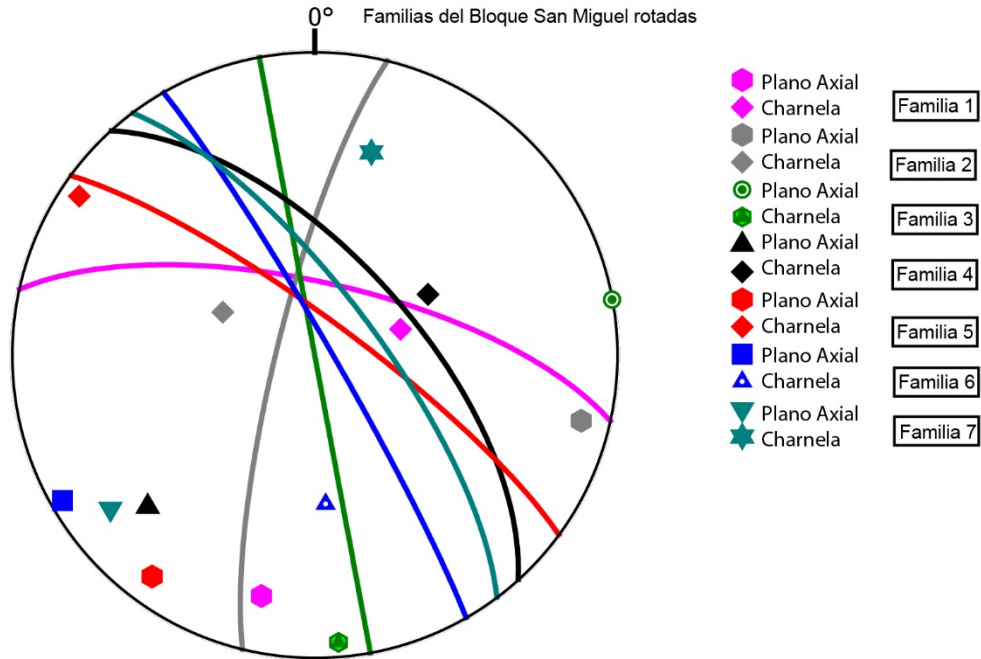 0° Familias del Bloque San Miguel rotadas
Plano Axial
Charnela
Familia 1
Plano Axial
Charnela
Familia 2
Plano Axial
Charnela
Familia 3
Plano Axial
Charnela
Familia 4
Plano Axial
Charnela
Familia 5
Plano Axial
Charnela
Familia 6
Plano Axial
Charnela
Familia 7